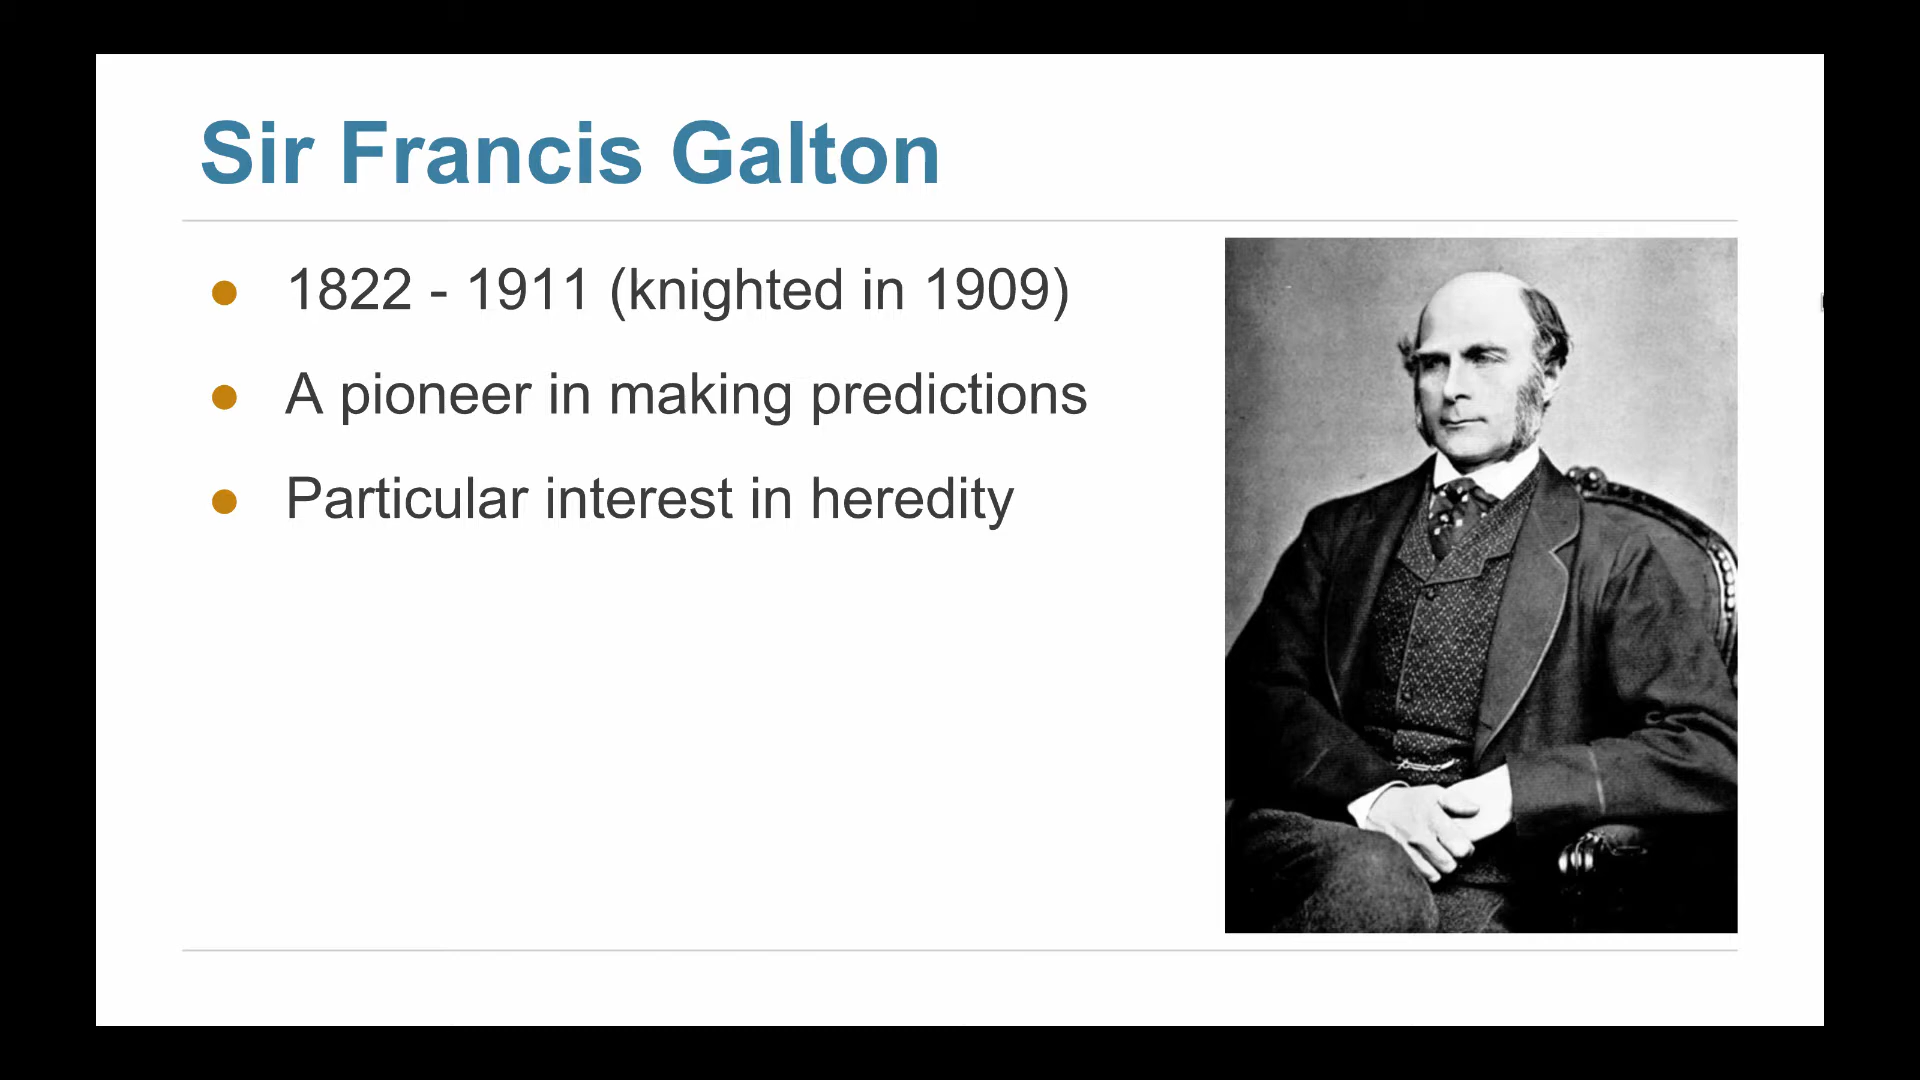 Sir Francis Galton
● 1822 - 1911 (knighted in 1909)
● A pioneer in making predictions
● Particular interest in heredity